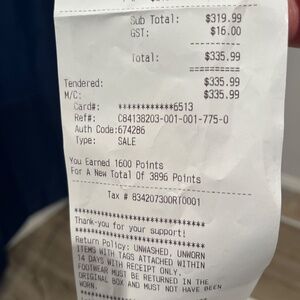 Sub Total: $319.99
GST: $16.00
Total: $335.99
Tendered: $335.99
M/C: $335.99
Card#: ************6513
Ref#: C84138203-001-001-775-0
Auth Code:674286
Type: SALE
You Earned 1600 Points
For A New Total Of 3896 Points
Tax # 834207300RT0001
Thank-you for your support!
Return Policy: UNWASHED, UNWORN
ITEMS WITH TAGS ATTACHED WITHIN
14 DAYS WITH RECEIPT ONLY.
FOOTWEAR MUST BE RETURNED IN THE
ORIGINAL BOX AND MUST NOT HAVE BEEN
WORN.